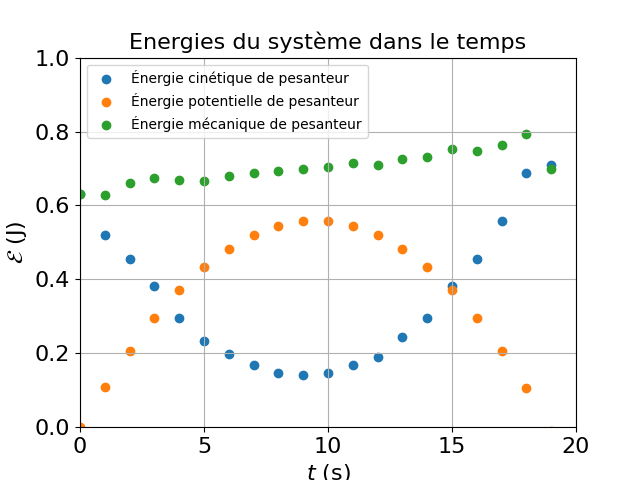 Energies du système dans le temps
Énergie cinétique de pesanteur
Énergie potentielle de pesanteur
Énergie mécanique de pesanteur
1.0
0.8
0.6
0.4
0.2
0.0
ℰ (J)
0 5 10 15 20
t (s)